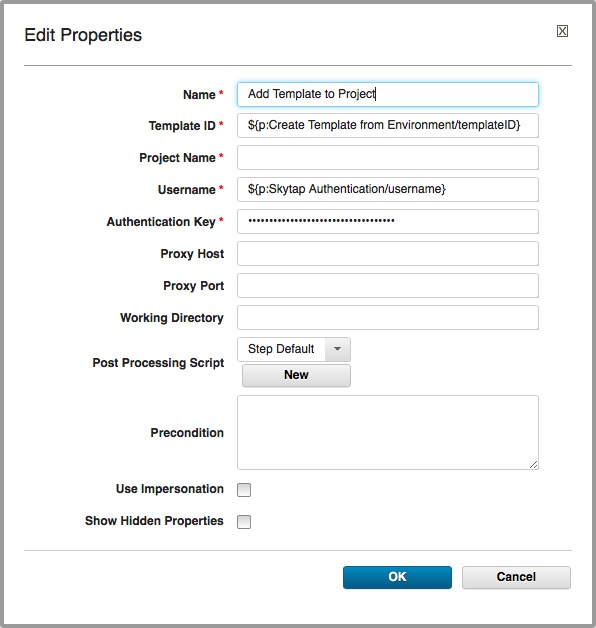 Edit Properties
X
Name * Add Template to Project
Template ID * ${p:Create Template from Environment/templateID}
Project Name *
Username * ${p:Skytap Authentication/username}
Authentication Key * ••••••••••••••••••••••••••••••••••
Proxy Host
Proxy Port
Working Directory
Post Processing Script Step Default
New
Precondition
Use Impersonation
Show Hidden Properties
OK Cancel